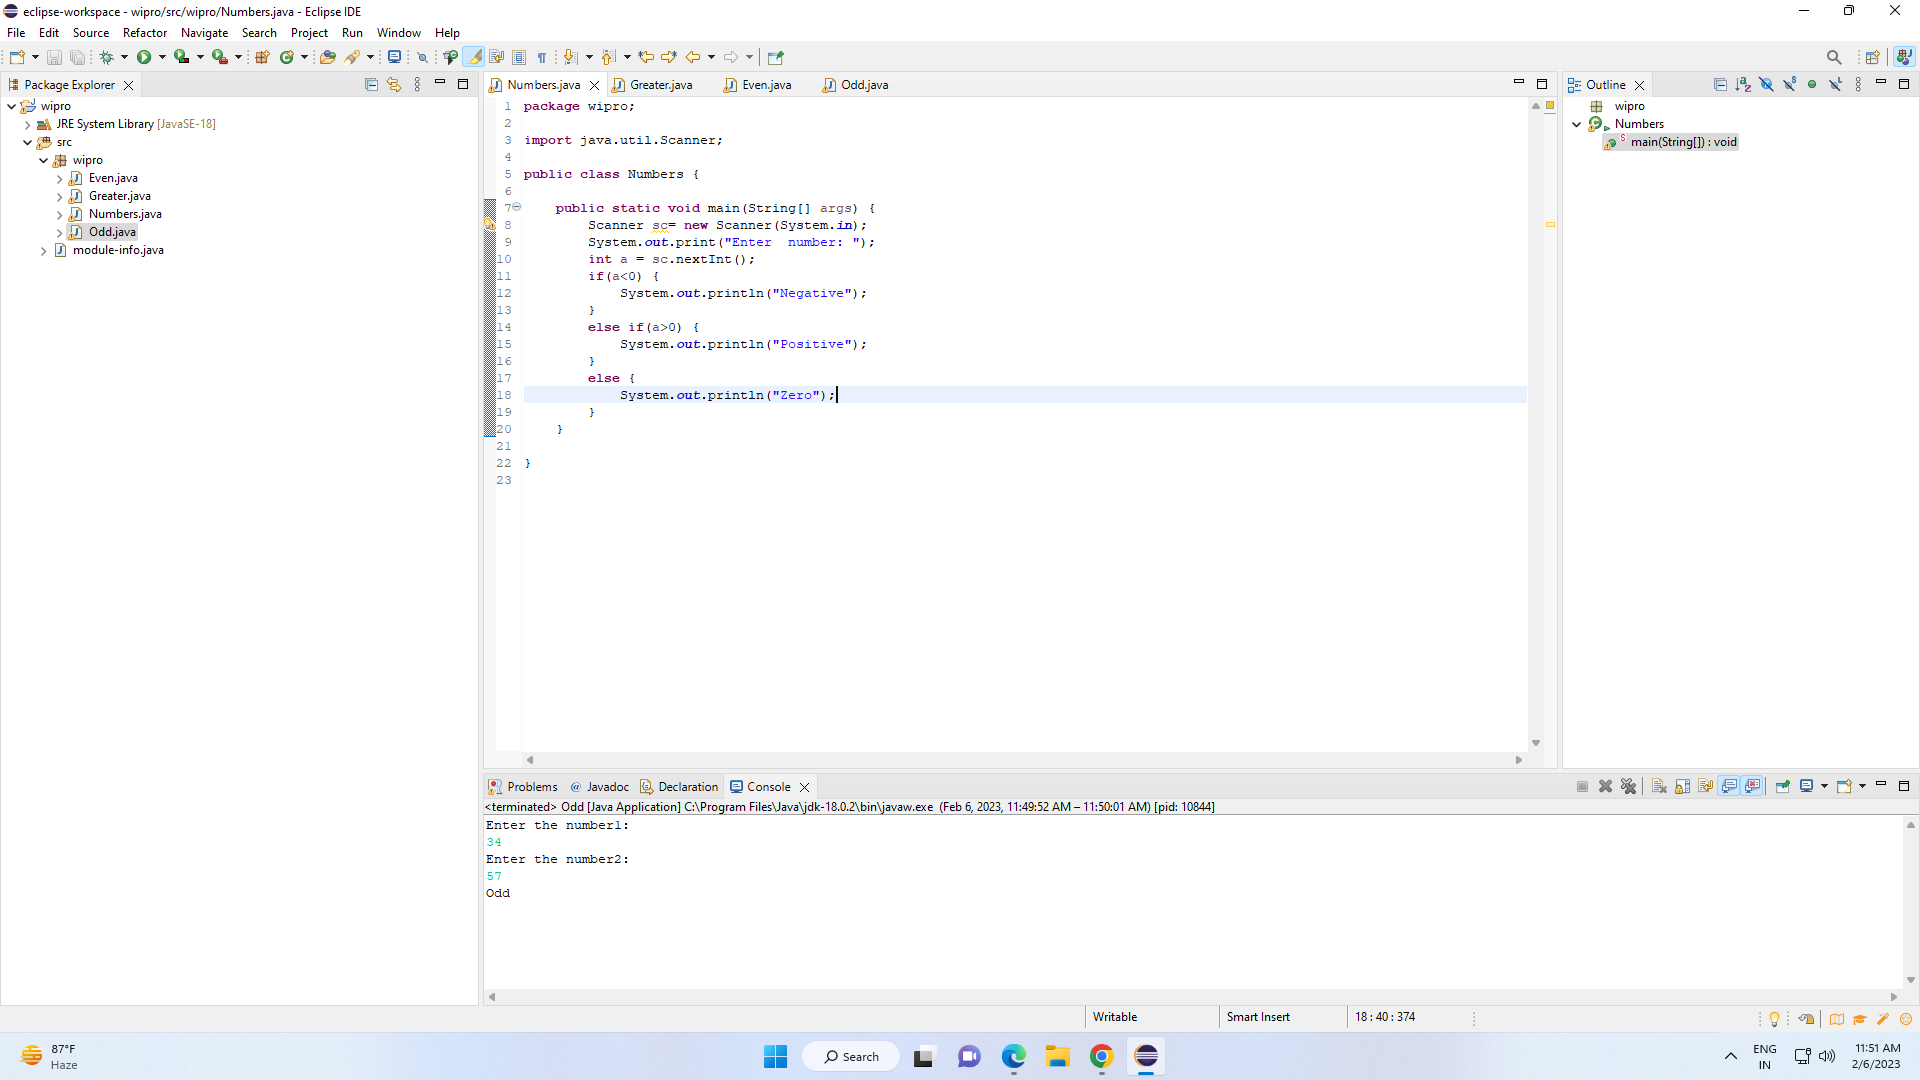 eclipse-workspace - wipro/src/wipro/Numbers.java - Eclipse IDE
File Edit Source Refactor Navigate Search Project Run Window Help
Package Explorer
wipro
JRE System Library [JavaSE-18]
src
wipro
Even.java
Greater.java
Numbers.java
Odd.java
module-info.java
Numbers.java Greater.java Even.java Odd.java
1 package wipro;
2
3 import java.util.Scanner;
4
5 public class Numbers {
6
7 public static void main(String[] args) {
8 Scanner sc= new Scanner(System.in);
9 System.out.print("Enter  number: ");
10 int a = sc.nextInt();
11 if(a<0) {
12 System.out.println("Negative");
13 }
14 else if(a>0) {
15 System.out.println("Positive");
16 }
17 else {
18 System.out.println("Zero");
19 }
20 }
21
22 }
23
Outline
wipro
Numbers
main(String[]) : void
Problems @ Javadoc Declaration Console
<terminated> Odd [Java Application] C:\Program Files\Java\jdk-18.0.2\bin\javaw.exe (Feb 6, 2023, 11:49:52 AM – 11:50:01 AM) [pid: 10844]
Enter the number1:
34
Enter the number2:
57
Odd
Writable Smart Insert 18 : 40 : 374
87°F
Haze
Search
ENG
IN
11:51 AM
2/6/2023